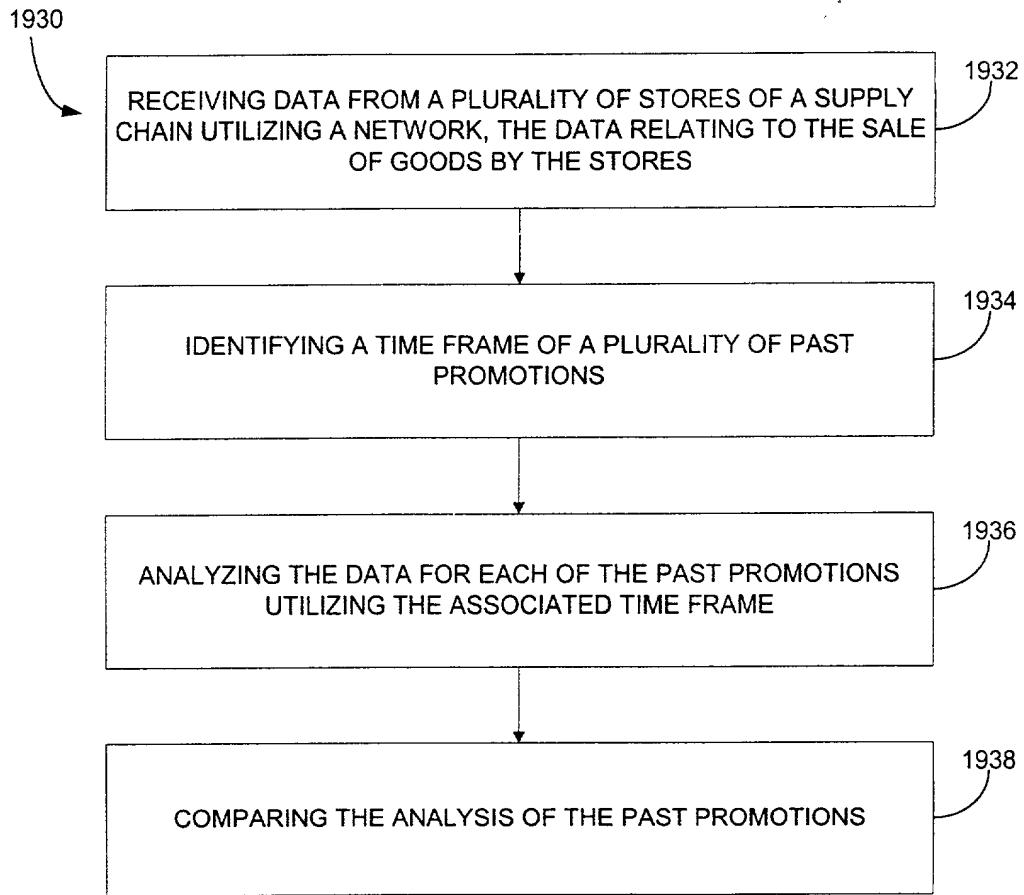 1930
1932
RECEIVING DATA FROM A PLURALITY OF STORES OF A SUPPLY
CHAIN UTILIZING A NETWORK, THE DATA RELATING TO THE SALE
OF GOODS BY THE STORES
1934
IDENTIFYING A TIME FRAME OF A PLURALITY OF PAST
PROMOTIONS
1936
ANALYZING THE DATA FOR EACH OF THE PAST PROMOTIONS
UTILIZING THE ASSOCIATED TIME FRAME
1938
COMPARING THE ANALYSIS OF THE PAST PROMOTIONS